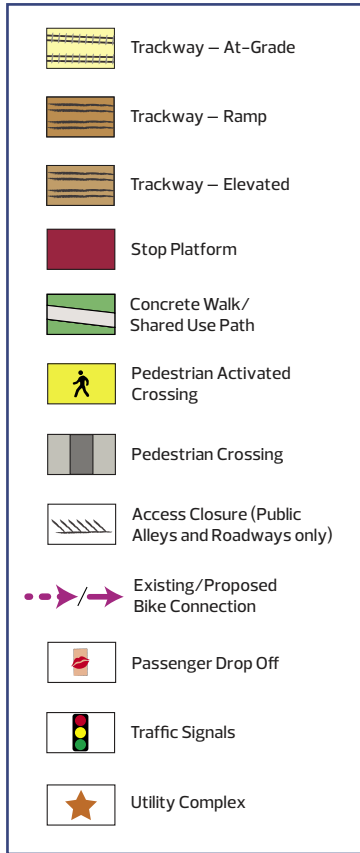 Trackway – At-Grade
Trackway – Ramp
Trackway – Elevated
Stop Platform
Concrete Walk/
Shared Use Path
Pedestrian Activated
Crossing
Pedestrian Crossing
Access Closure (Public
Alleys and Roadways only)
/
Existing/Proposed
Bike Connection
Passenger Drop Off
Traffic Signals
Utility Complex